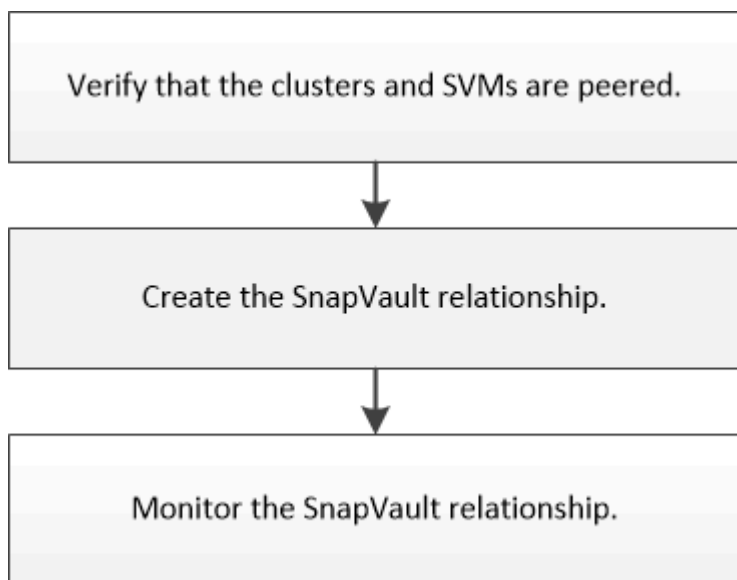 Verify that the clusters and SVMs are peered.
Create the SnapVault relationship.
Monitor the SnapVault relationship.